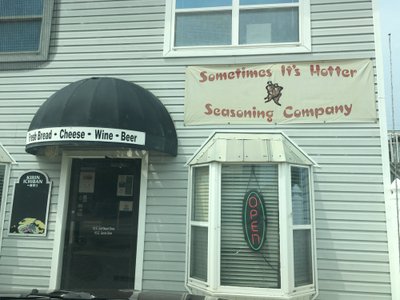 Sometimes It's Hotter
Seasoning Company
Fresh Bread - Cheese - Wine - Beer
KIRIN
ICHIBAN
OPEN